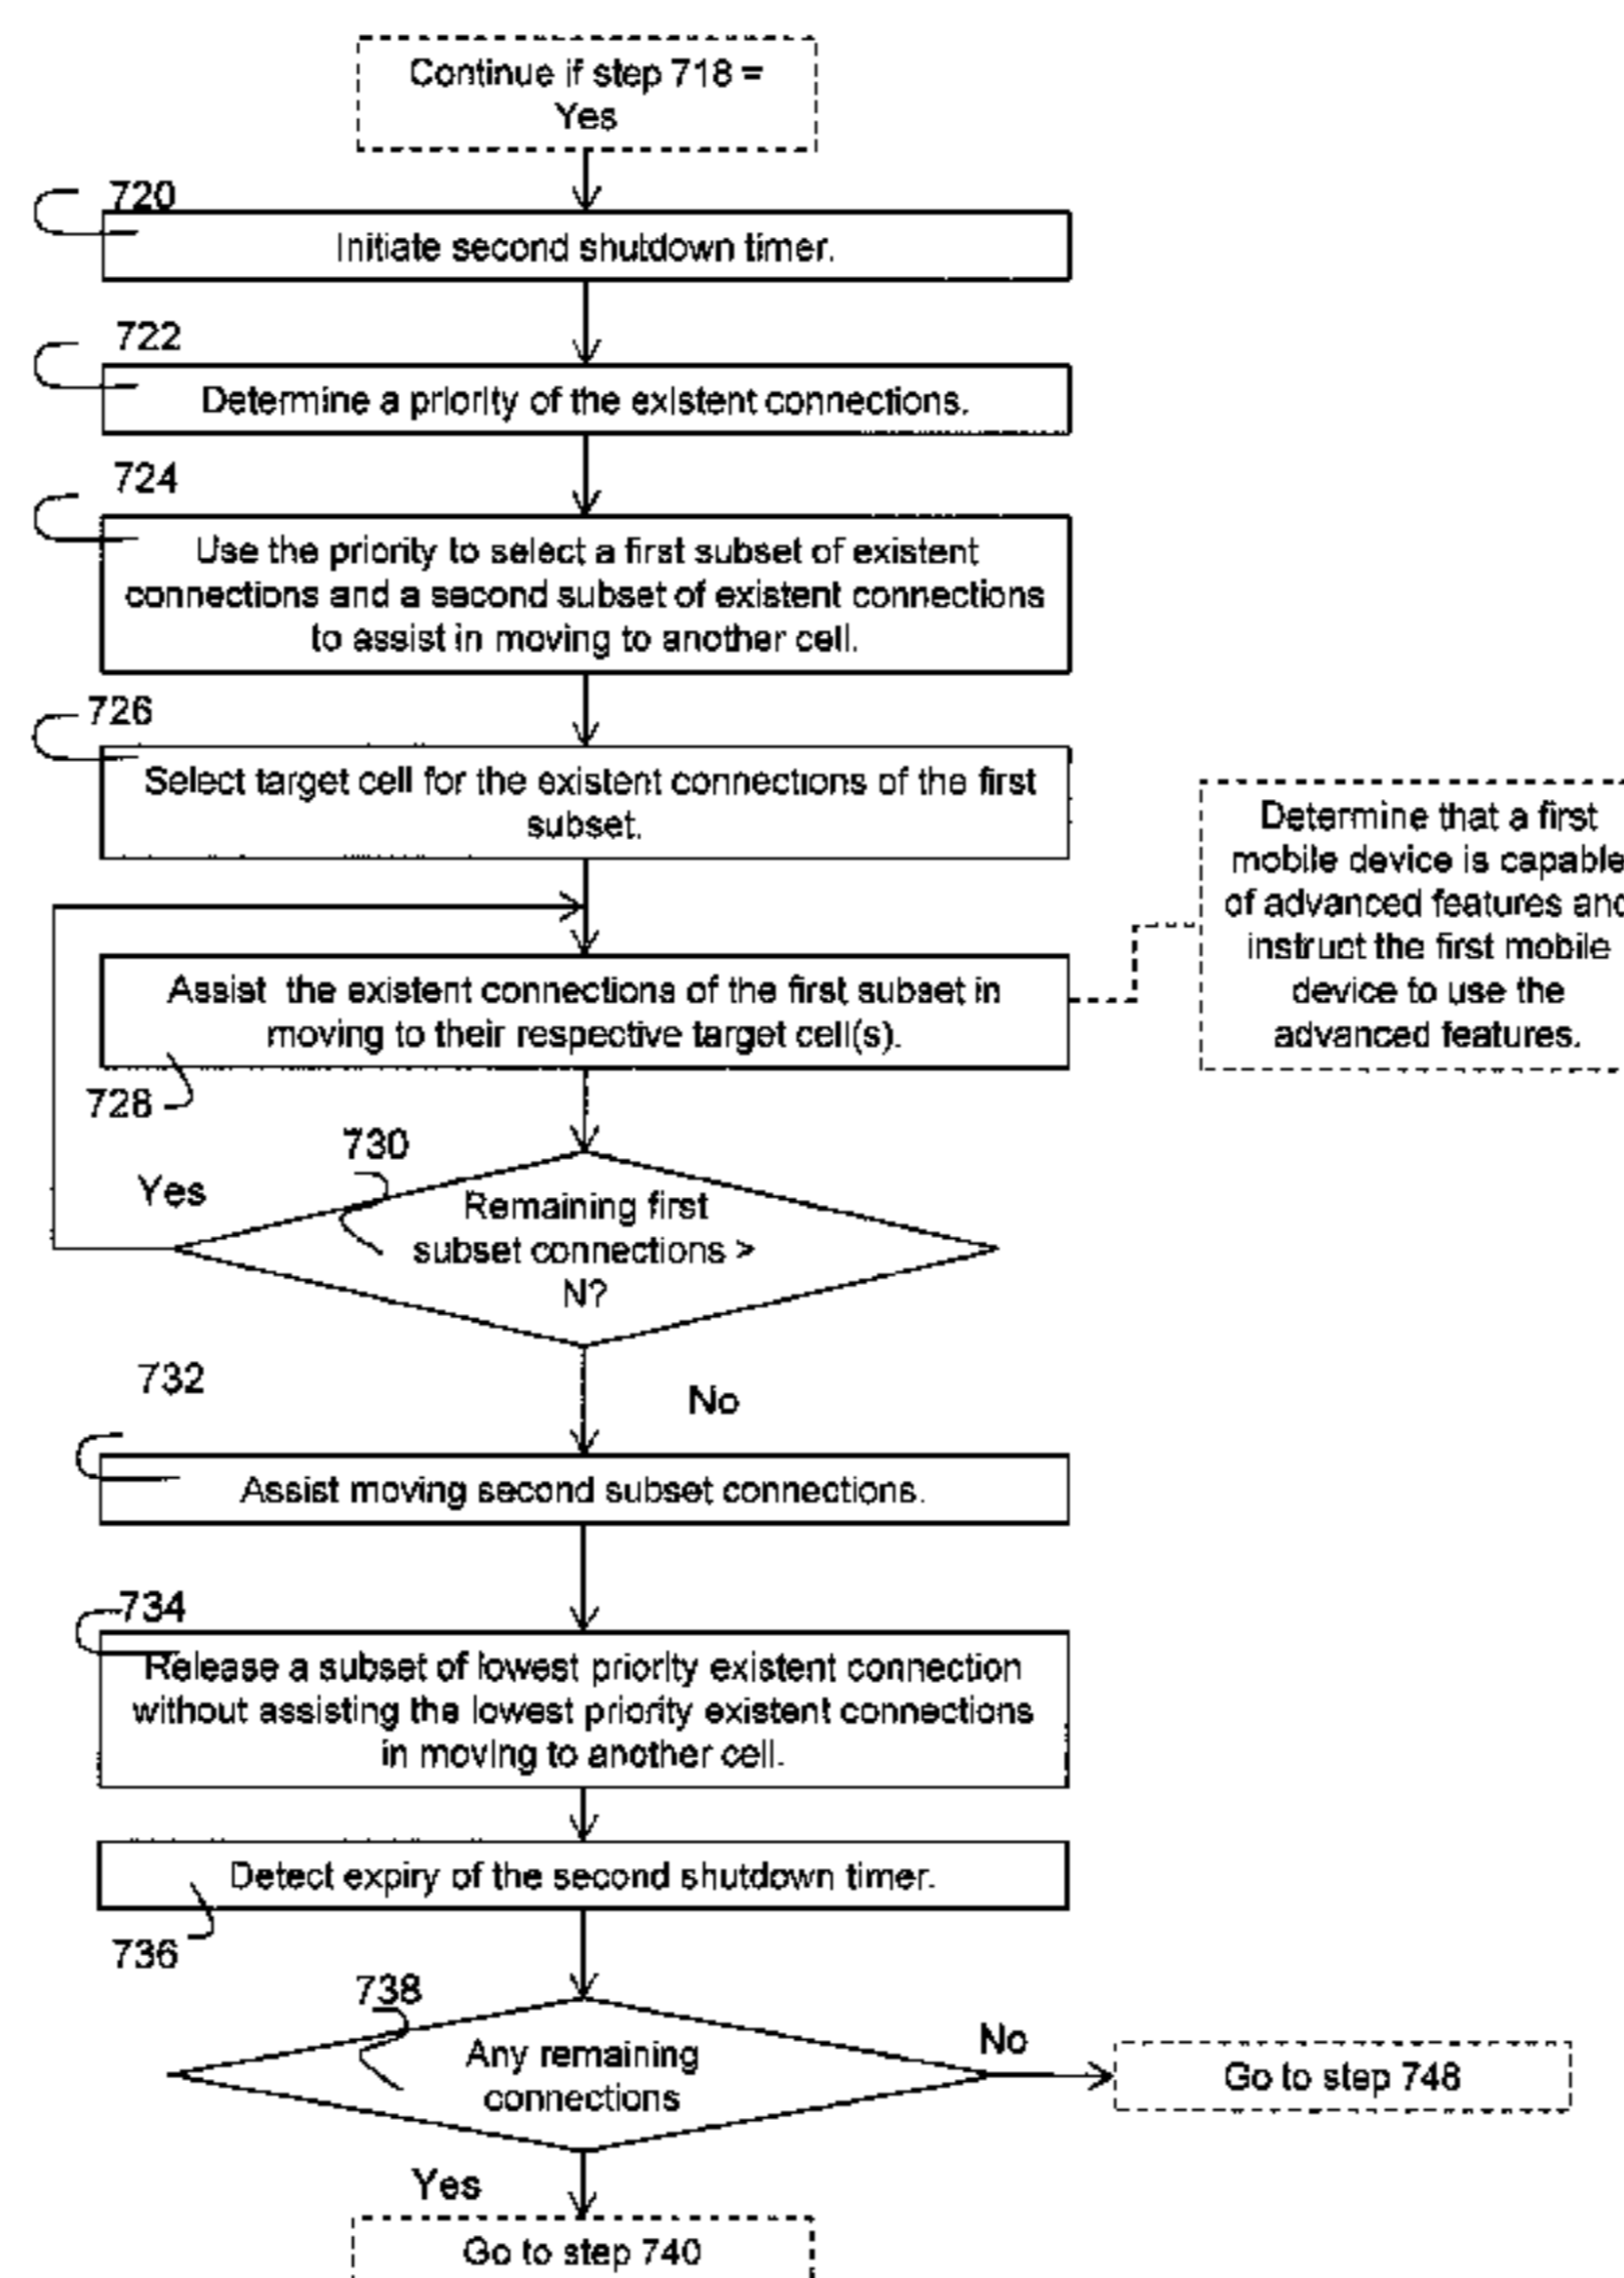 Continue if step 718 =
Yes
720
Initiate second shutdown timer.
722
Determine a priority of the existent connections.
724
Use the priority to select a first subset of existent
connections and a second subset of existent connections
to assist in moving to another cell.
726
Select target cell for the existent connections of the first
subset.
Determine that a first
mobile device is capable
of advanced features and
instruct the first mobile
device to use the
advanced features.
Assist the existent connections of the first subset in
moving to their respective target cell(s).
728
730
Yes
Remaining first
subset connections >
N?
732
No
Assist moving second subset connections.
734
Release a subset of lowest priority existent connection
without assisting the lowest priority existent connections
in moving to another cell.
Detect expiry of the second shutdown timer.
736
738
Any remaining
connections
No
Go to step 748
Yes
Go to step 740